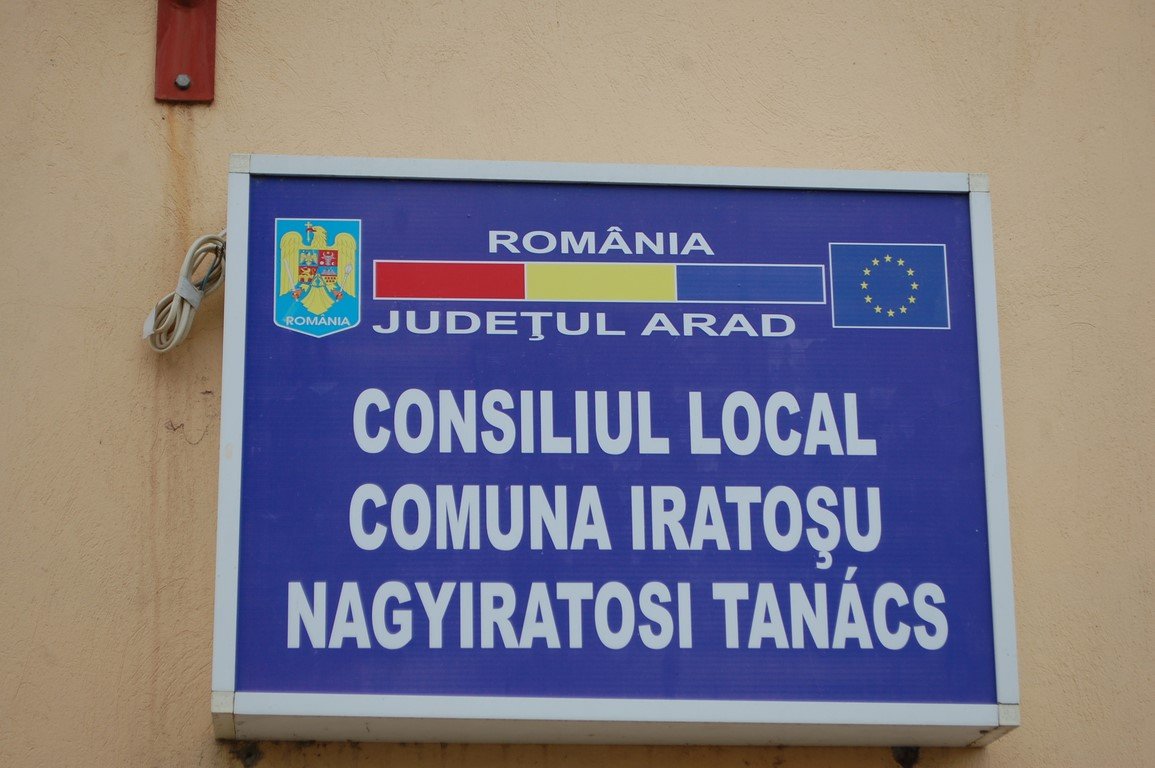 ROMÂNIA
ROMÂNIA
JUDEŢUL ARAD
CONSILIUL LOCAL
COMUNA IRATOŞU
NAGYIRATOSI TANÁCS